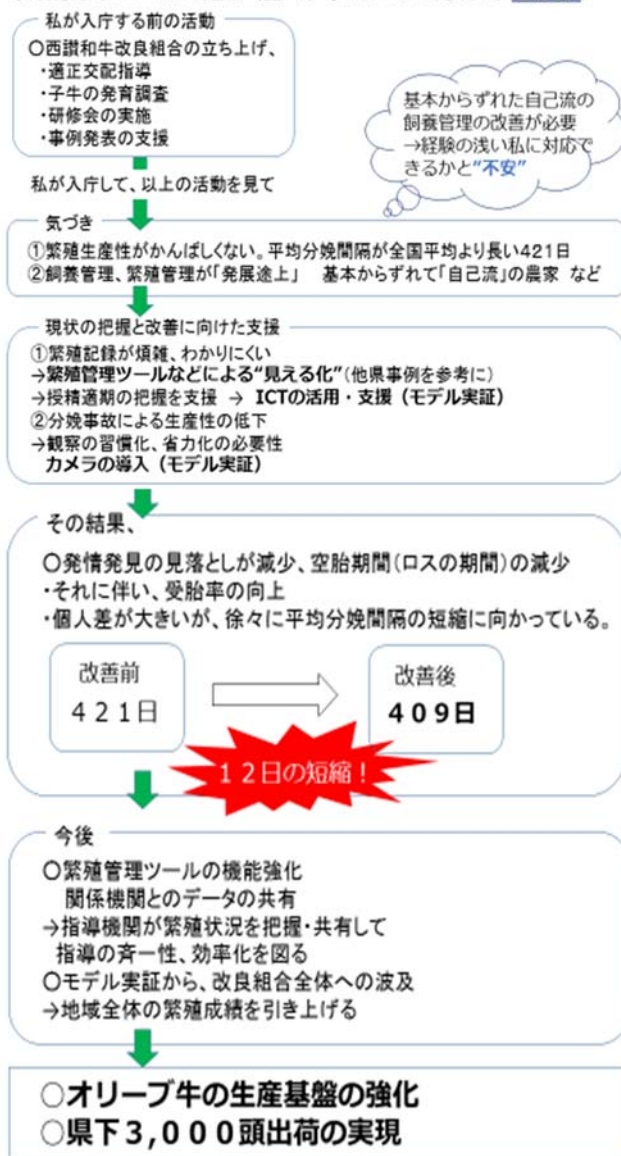 私が入庁する前の活動
○西讃和牛改良組合の立ち上げ、
・適正交配指導
・子牛の発育調査
・研修会の実施
・事例発表の支援
基本からずれた自己流の
飼養管理の改善が必要
→経験の浅い私に対応で
きるかと“不安”
私が入庁して、以上の活動を見て
気づき
①繁殖生産性がかんばしくない。平均分娩間隔が全国平均より長い421日
②飼養管理、繁殖管理が「発展途上」 基本からずれて「自己流」の農家 など
現状の把握と改善に向けた支援
①繁殖記録が煩雑、わかりにくい
→繁殖管理ツールなどによる“見える化”(他県事例を参考に)
→授精適期の把握を支援 → ICTの活用・支援（モデル実証）
②分娩事故による生産性の低下
→観察の習慣化、省力化の必要性
カメラの導入（モデル実証）
その結果、
○発情発見の見落としが減少、空胎期間(ロスの期間)の減少
・それに伴い、受胎率の向上
・個人差が大きいが、徐々に平均分娩間隔の短縮に向かっている。
改善前
４２１日
改善後
４０９日
１２日の短縮！
今後
○繁殖管理ツールの機能強化
関係機関とのデータの共有
→指導機関が繁殖状況を把握・共有して
指導の斉一性、効率化を図る
○モデル実証から、改良組合全体への波及
→地域全体の繁殖成績を引き上げる
○オリーブ牛の生産基盤の強化
○県下３,０００頭出荷の実現